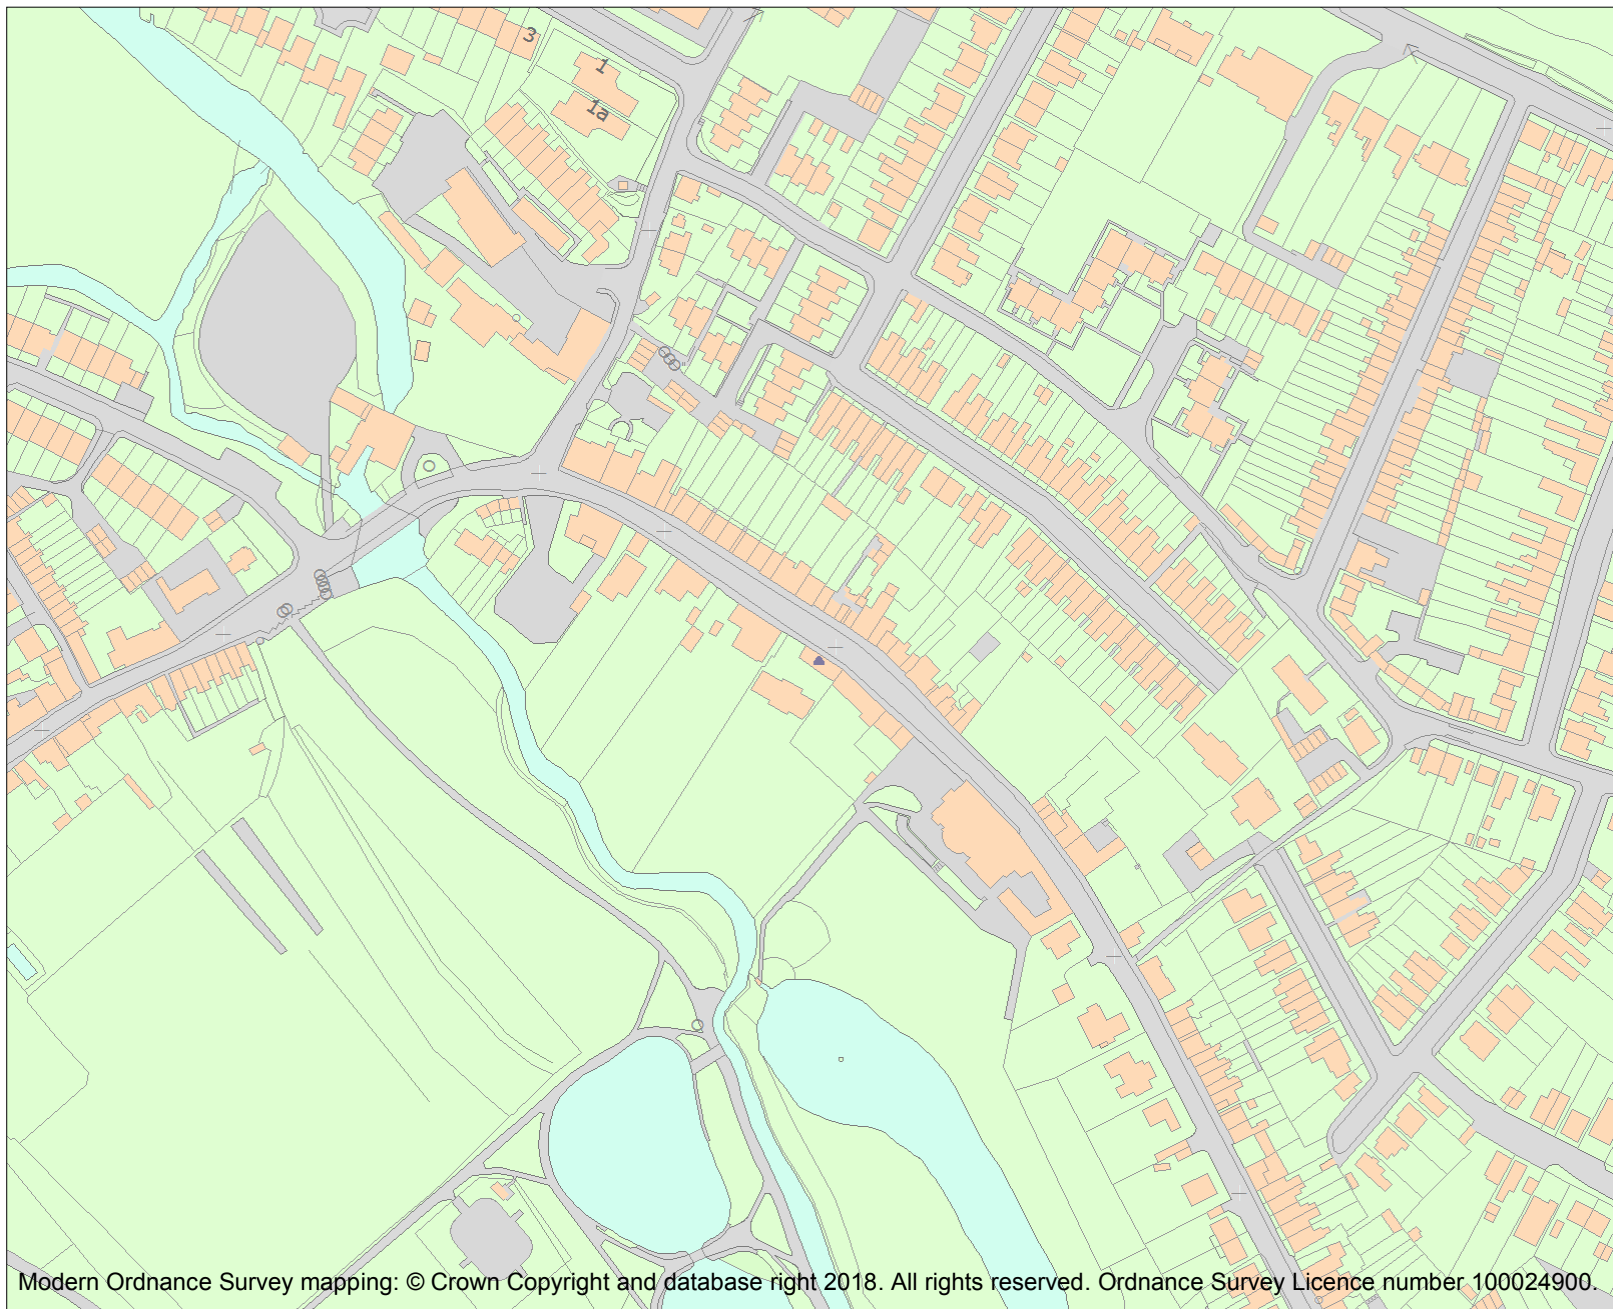 3
1
1a
Modern Ordnance Survey mapping: © Crown Copyright and database right 2018. All rights reserved. Ordnance Survey Licence number 100024900.